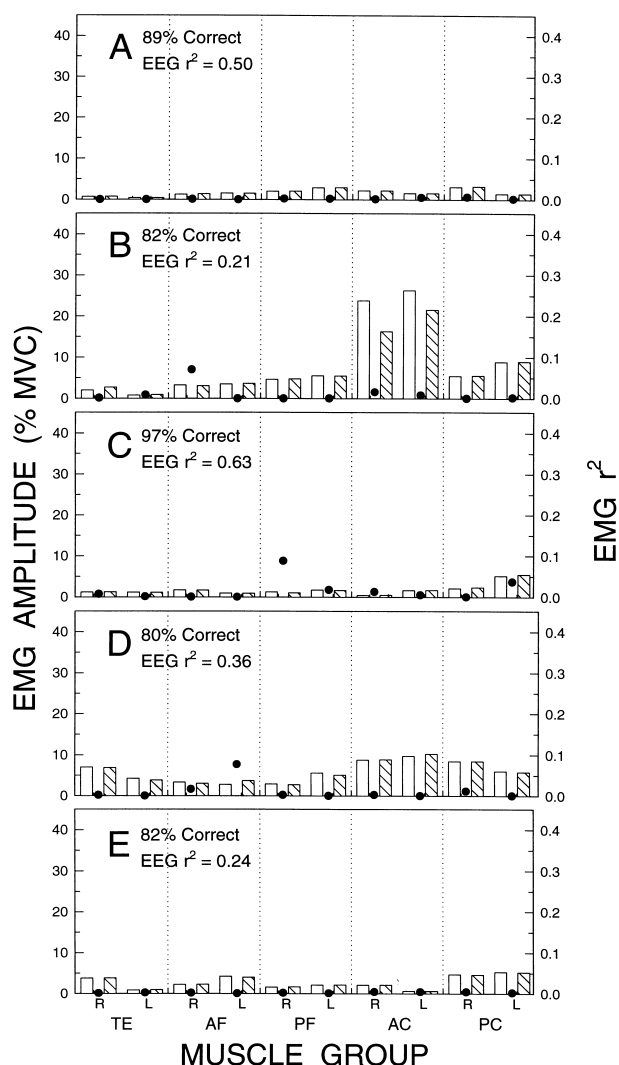 A
89% Correct
EEG r² = 0.50
40
30
20
10
0
0.4
0.3
0.2
0.1
0.0
B
82% Correct
EEG r² = 0.21
40
30
20
10
0
0.4
0.3
0.2
0.1
0.0
C
97% Correct
EEG r² = 0.63
40
30
20
10
0
0.4
0.3
0.2
0.1
0.0
D
80% Correct
EEG r² = 0.36
40
30
20
10
0
0.4
0.3
0.2
0.1
0.0
E
82% Correct
EEG r² = 0.24
40
30
20
10
0
0.4
0.3
0.2
0.1
0.0
EMG AMPLITUDE (% MVC)
EMG r²
R L R L R L R L R L
TE AF PF AC PC
MUSCLE GROUP